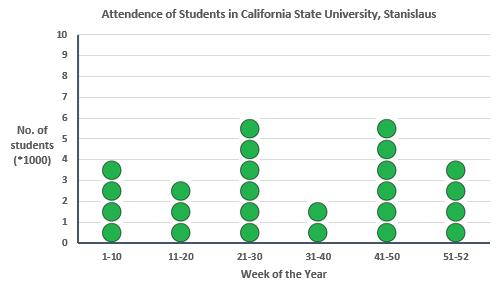 Attendence of Students in California State University, Stanislaus
10
9
8
7
6
5
4
3
2
1
0
No. of
students
(*1000)
1-10 11-20 21-30 31-40 41-50 51-52
Week of the Year